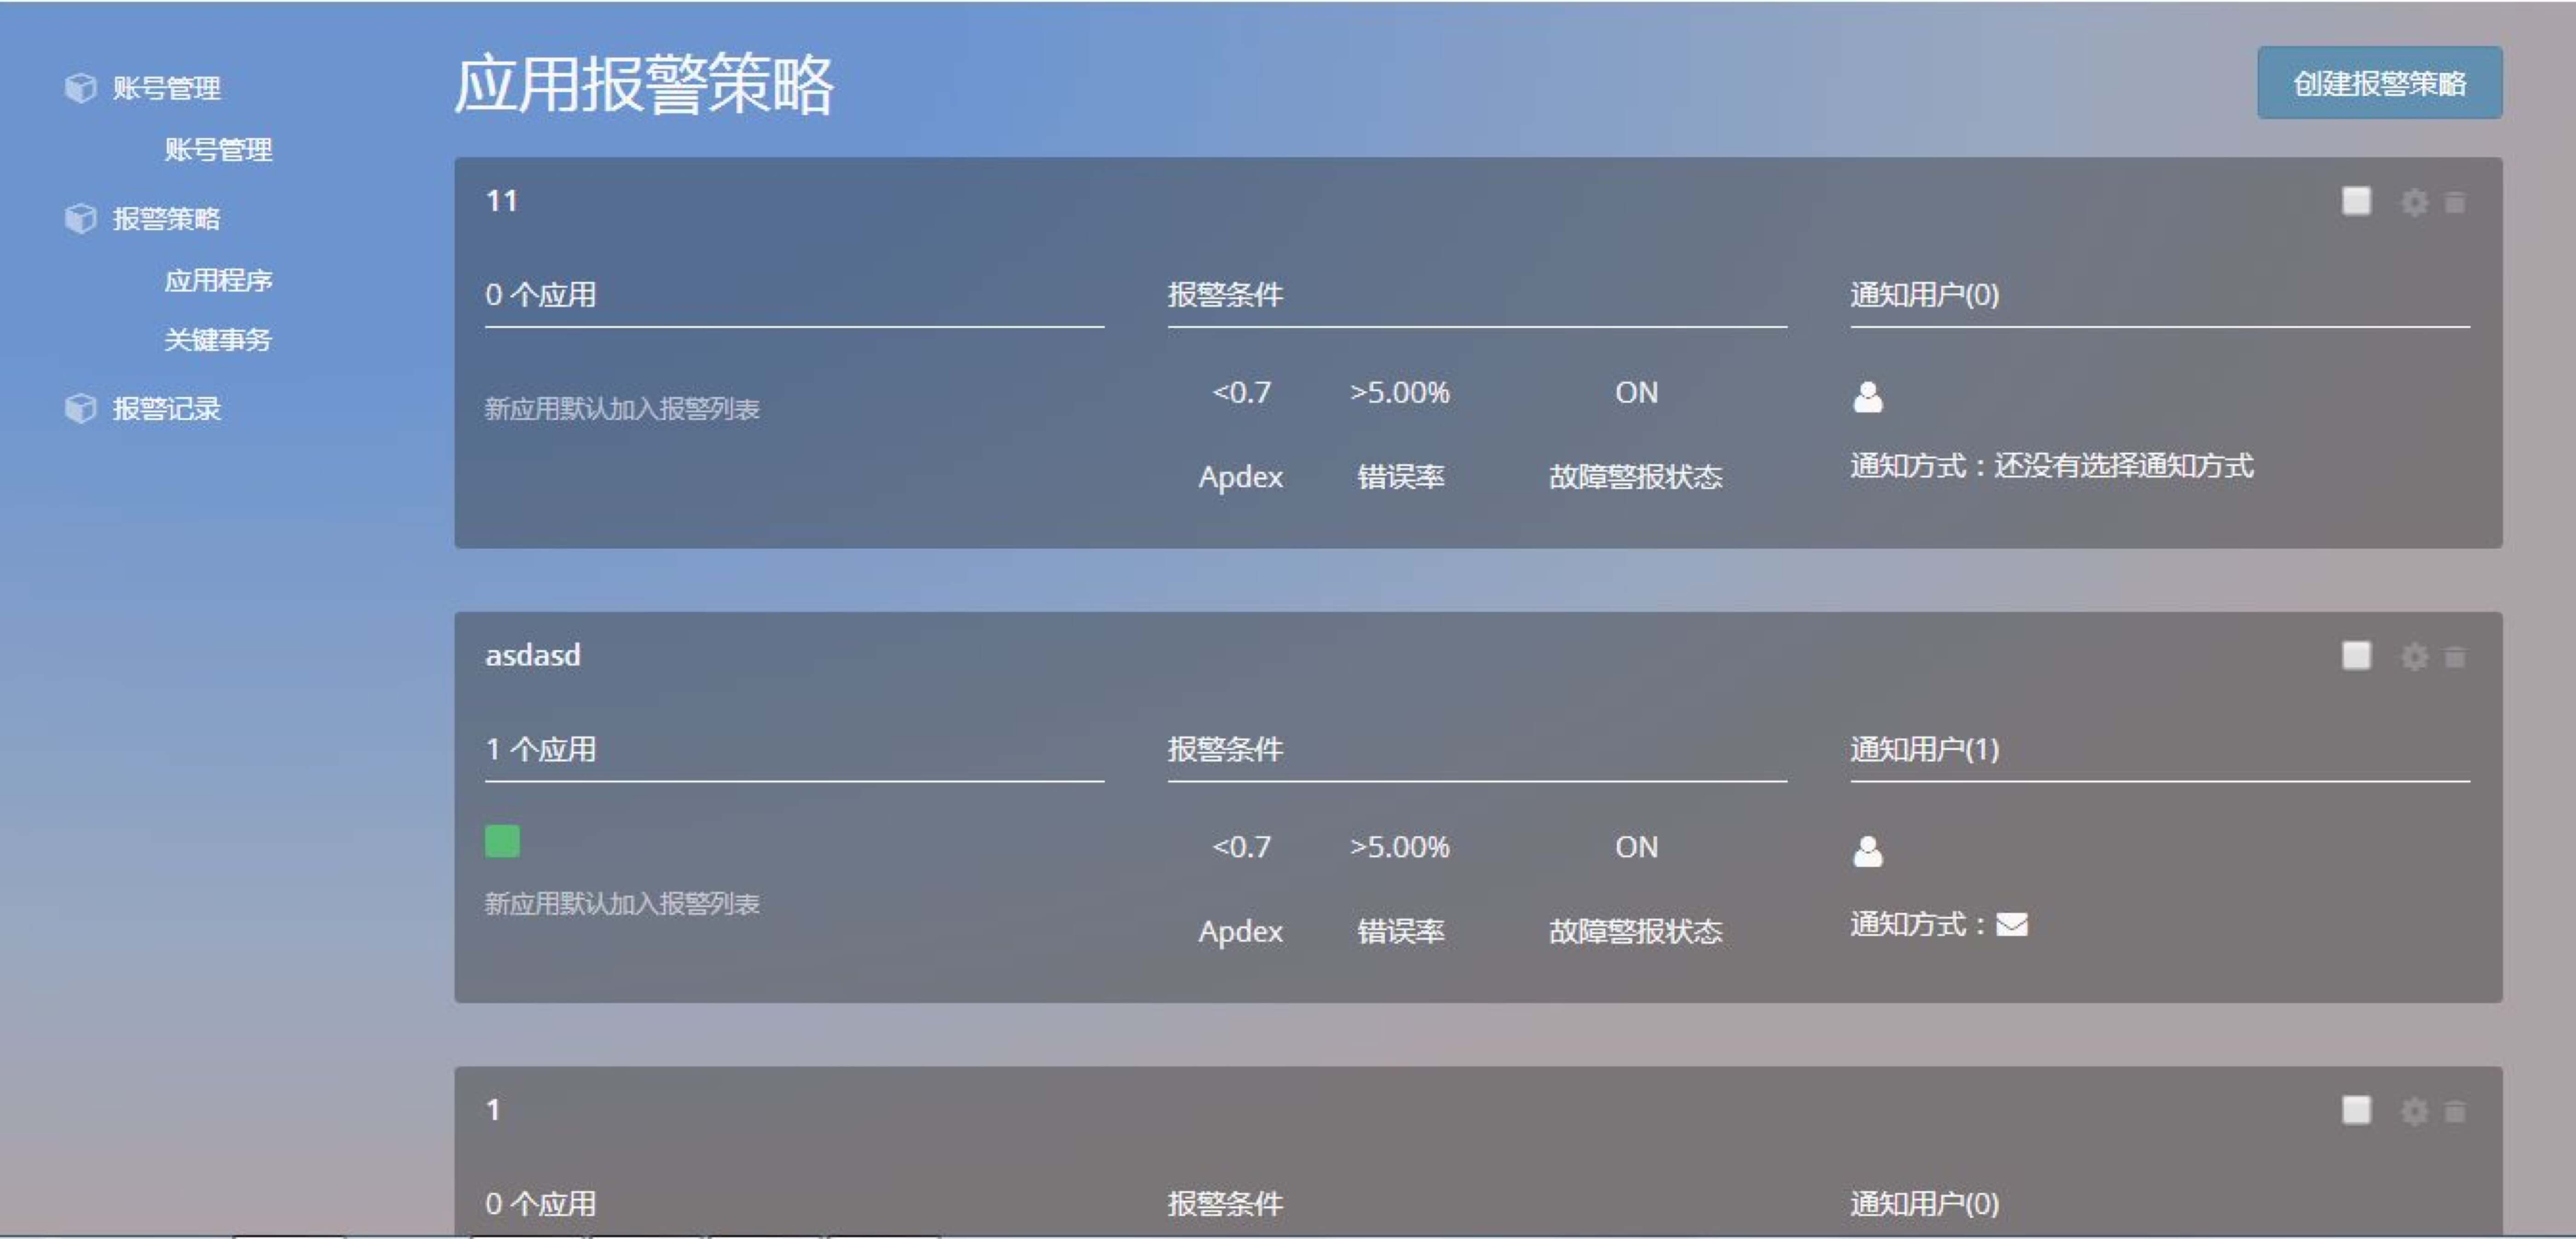 账号管理
账号管理
报警策略
应用程序
关键事务
报警记录
应用报警策略
创建报警策略
11
0 个应用
新应用默认加入报警列表
报警条件
<0.7 >5.00% ON
Apdex 错误率 故障警报状态
通知用户(0)
通知方式：还没有选择通知方式
asdasd
1 个应用
新应用默认加入报警列表
报警条件
<0.7 >5.00% ON
Apdex 错误率 故障警报状态
通知用户(1)
通知方式：
1
0 个应用
报警条件
通知用户(0)